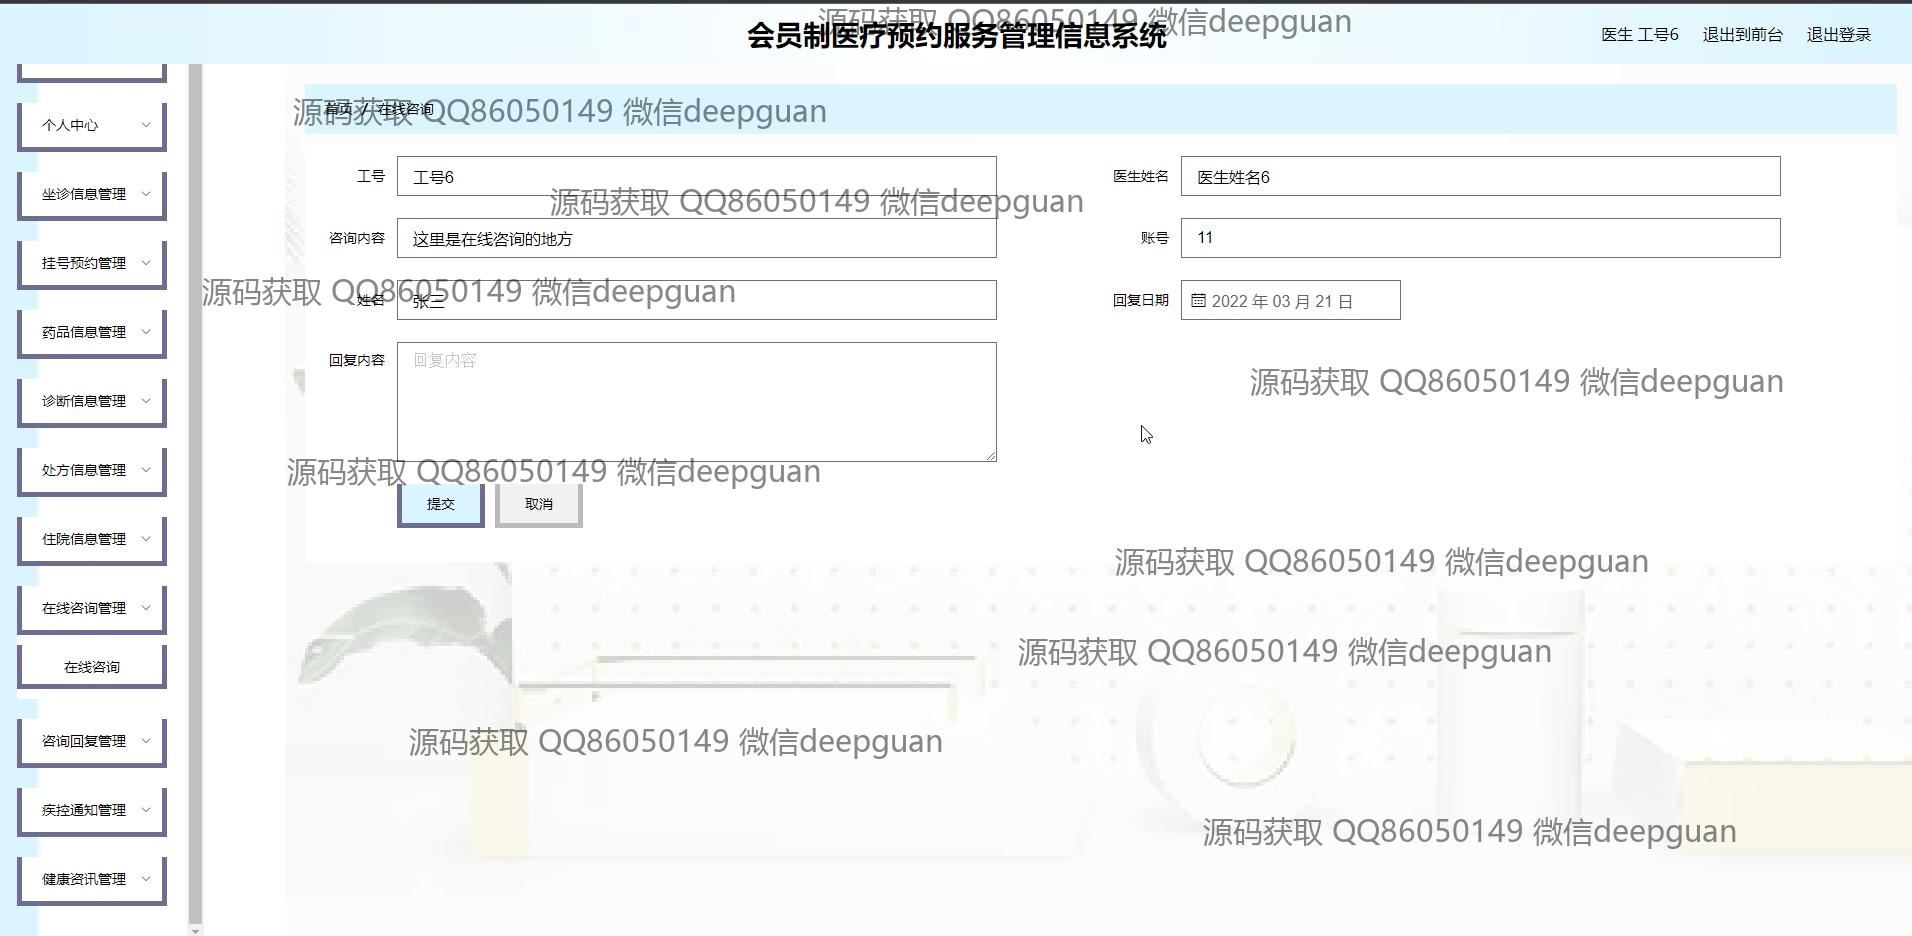 源码获取 QQ86050149 微信deepguan
会员制医疗预约服务管理信息系统
医生 工号6
退出到前台
退出登录
首页 / 在线咨询
源码获取 QQ86050149 微信deepguan
个人中心
坐诊信息管理
挂号预约管理
药品信息管理
诊断信息管理
处方信息管理
住院信息管理
在线咨询管理
在线咨询
咨询回复管理
疾控通知管理
健康资讯管理
工号 工号6
医生姓名 医生姓名6
源码获取 QQ86050149 微信deepguan
咨询内容 这里是在线咨询的地方
账号 11
源码获取 QQ86050149 微信deepguan
姓名 张三
回复日期 2022 年 03 月 21 日
回复内容 回复内容
源码获取 QQ86050149 微信deepguan
源码获取 QQ86050149 微信deepguan
提交
取消
源码获取 QQ86050149 微信deepguan
源码获取 QQ86050149 微信deepguan
源码获取 QQ86050149 微信deepguan
源码获取 QQ86050149 微信deepguan